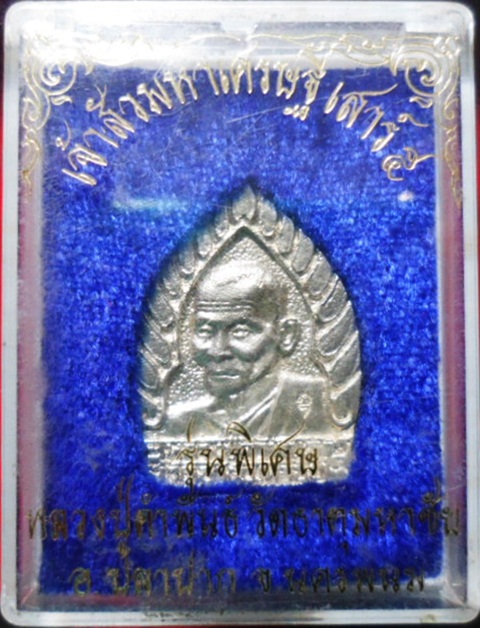 เจ้าสัวมหาเศรษฐี เสาร์ ๕
รุ่นพิเศษ
หลวงปู่คำพันธ์ วัดธาตุมหาชัย
อ.ปลาปาก จ.นครพนม